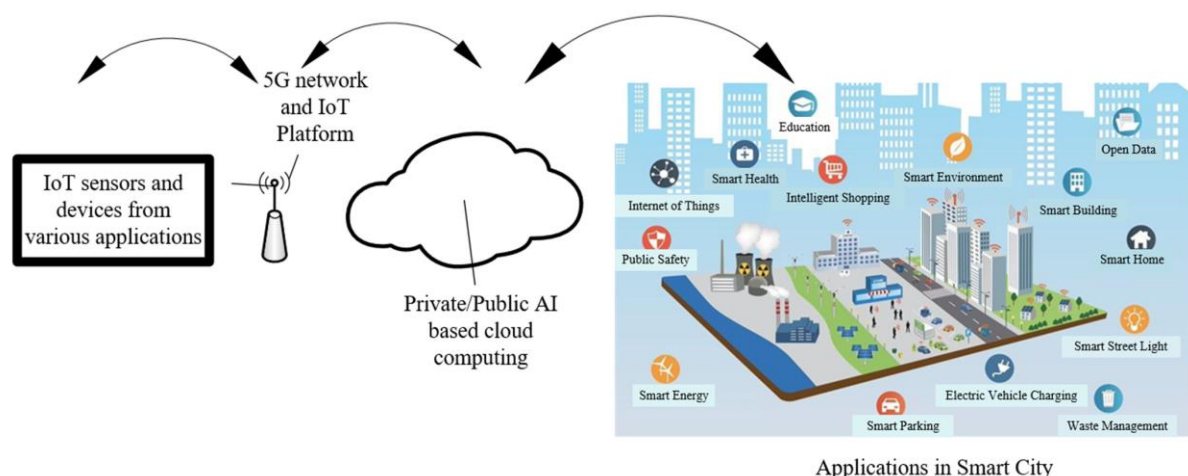 5G network
and IoT
Platform
IoT sensors and
devices from
various applications
Private/Public AI
based cloud
computing
Education
Open Data
Smart Health
Intelligent Shopping
Smart Environment
Internet of Things
Smart Building
Public Safety
Smart Home
Smart Street Light
Smart Energy
Electric Vehicle Charging
Smart Parking
Waste Management
Applications in Smart City